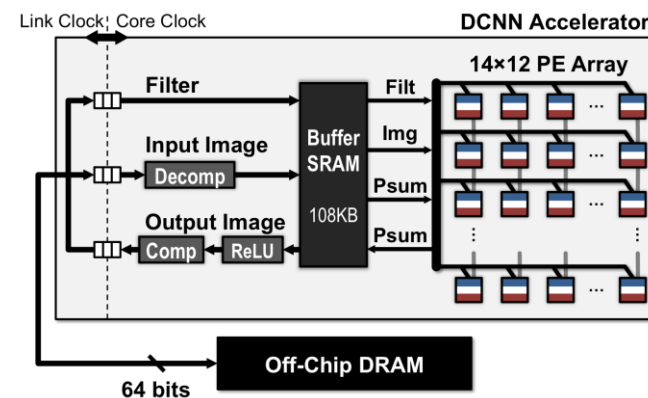 Link Clock Core Clock
DCNN Accelerator
14×12 PE Array
Filter
Filt
Input Image
Decomp
Buffer
SRAM
108KB
Img
Psum
Output Image
Comp
ReLU
Psum
...
...
...
...
...
...
Off-Chip DRAM
64 bits